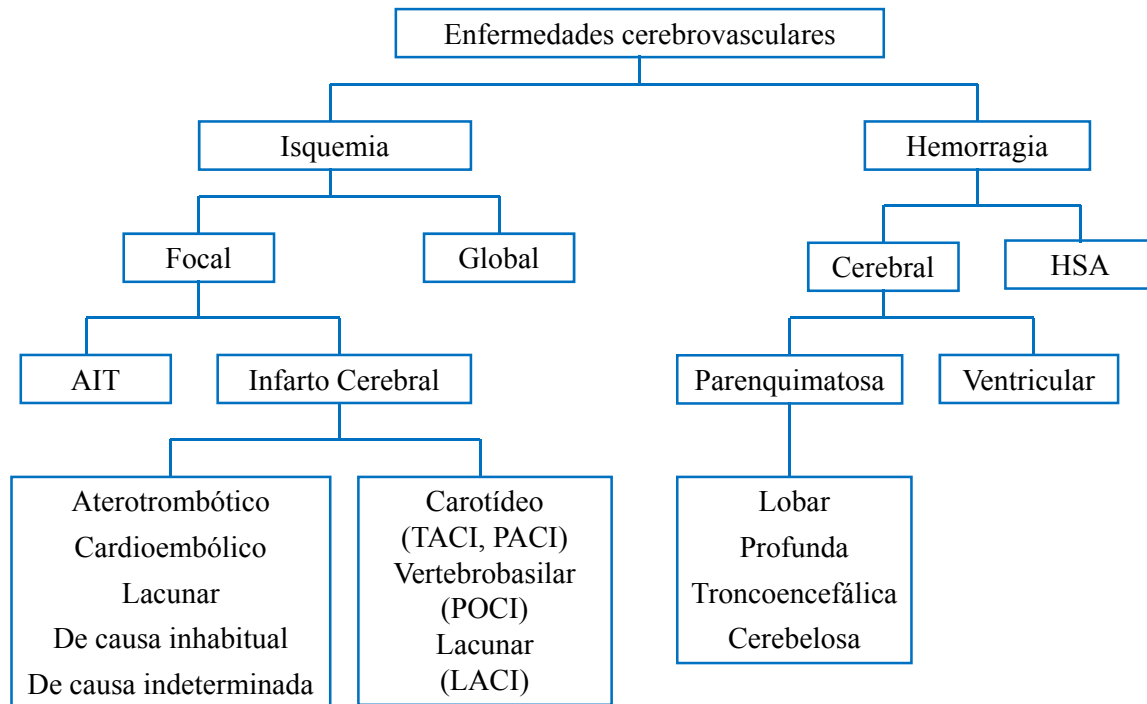 Enfermedades cerebrovasculares
Isquemia
Hemorragia
Focal
Global
Cerebral
HSA
AIT
Infarto Cerebral
Parenquimatosa
Ventricular
Aterotrombótico
Cardioembólico
Lacunar
De causa inhabitual
De causa indeterminada
Carotídeo
(TACI, PACI)
Vertebrobasilar
(POCI)
Lacunar
(LACI)
Lobar
Profunda
Troncoencefálica
Cerebelosa